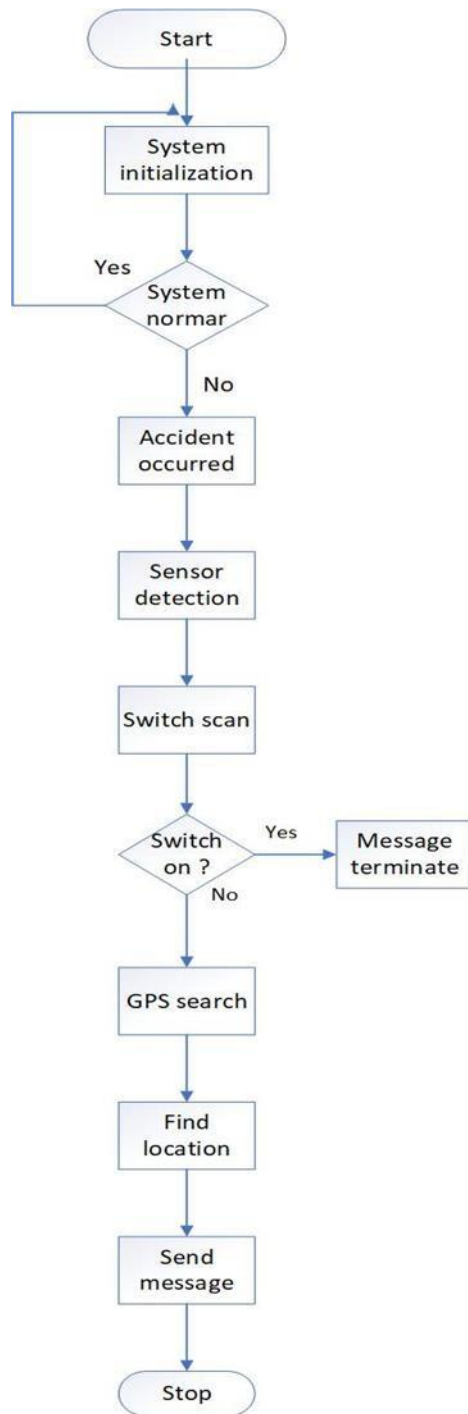 Start
System
initialization
Yes
System
normar
No
Accident
occurred
Sensor
detection
Switch scan
Switch
on ?
Yes
Message
terminate
No
GPS search
Find
location
Send
message
Stop